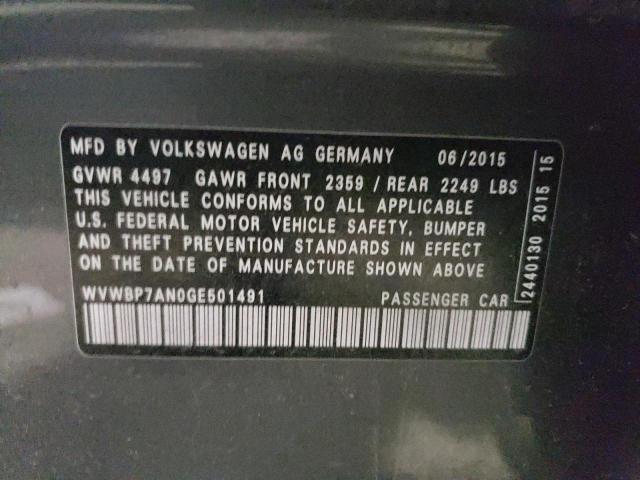 MFD BY VOLKSWAGEN AG GERMANY 06/2015
GVWR 4497 GAWR FRONT 2359 / REAR 2249 LBS
THIS VEHICLE CONFORMS TO ALL APPLICABLE
U.S. FEDERAL MOTOR VEHICLE SAFETY, BUMPER
AND THEFT PREVENTION STANDARDS IN EFFECT
ON THE DATE OF MANUFACTURE SHOWN ABOVE
WVWBP7AN0GE501491 PASSENGER CAR
2440130 2015 15